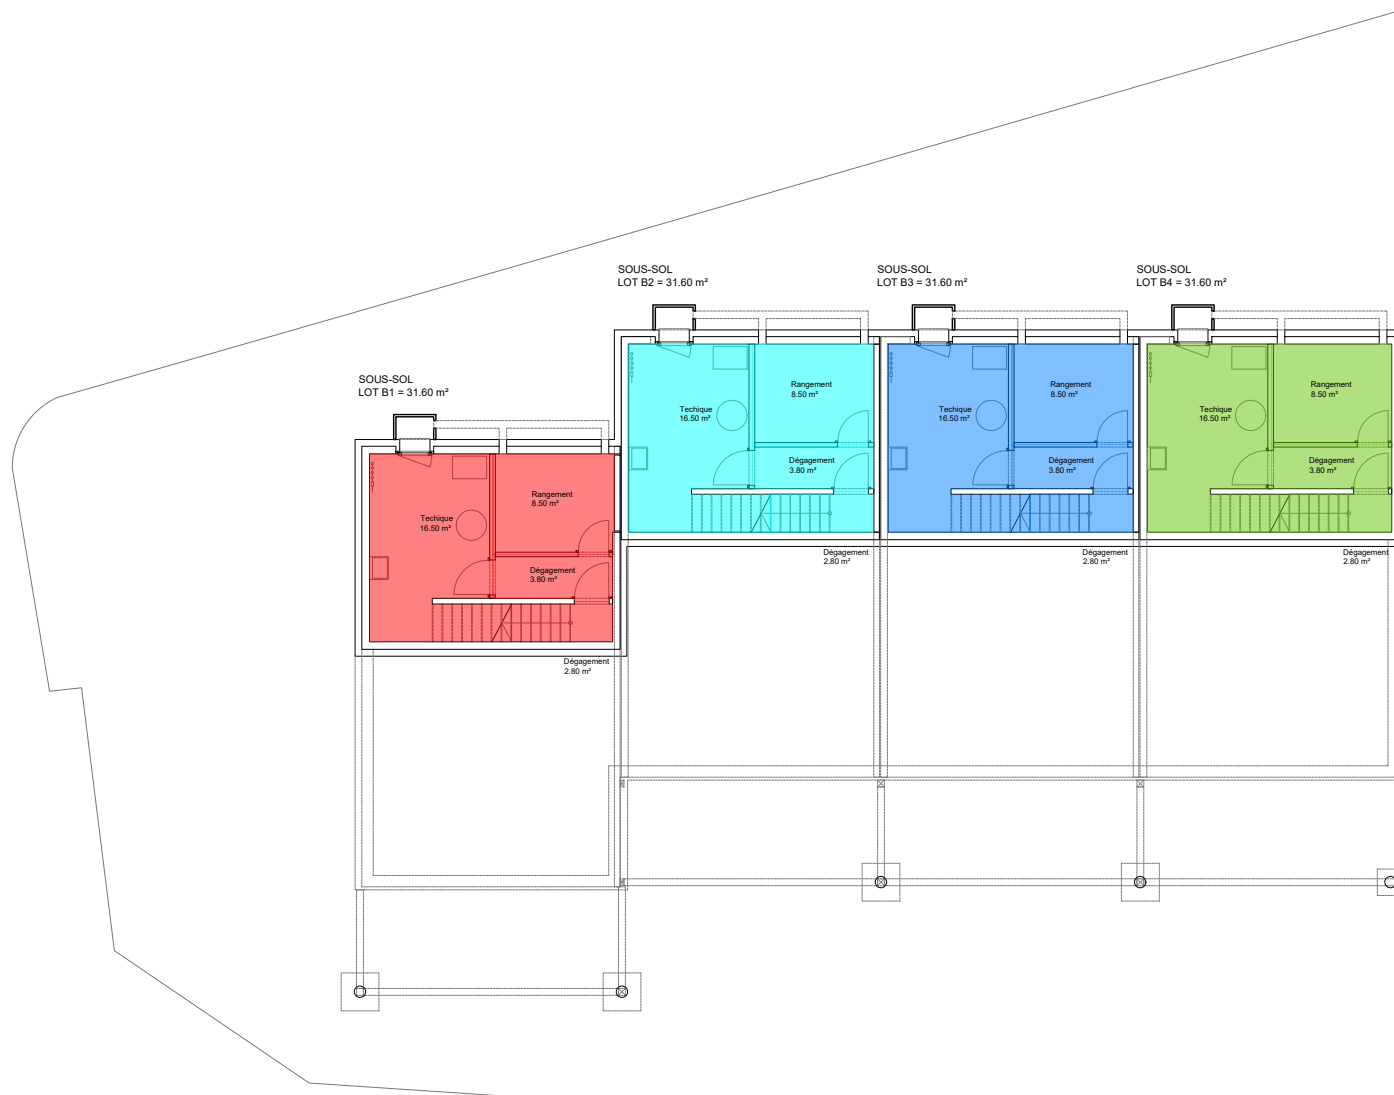 SOUS-SOL
LOT B1 = 31.60 m²
Techique
16.50 m²
Rangement
8.50 m²
Dégagement
3.80 m²
Dégagement
2.80 m²
SOUS-SOL
LOT B2 = 31.60 m²
Techique
16.50 m²
Rangement
8.50 m²
Dégagement
3.80 m²
Dégagement
2.80 m²
SOUS-SOL
LOT B3 = 31.60 m²
Techique
16.50 m²
Rangement
8.50 m²
Dégagement
3.80 m²
Dégagement
2.80 m²
SOUS-SOL
LOT B4 = 31.60 m²
Techique
16.50 m²
Rangement
8.50 m²
Dégagement
3.80 m²
Dégagement
2.80 m²